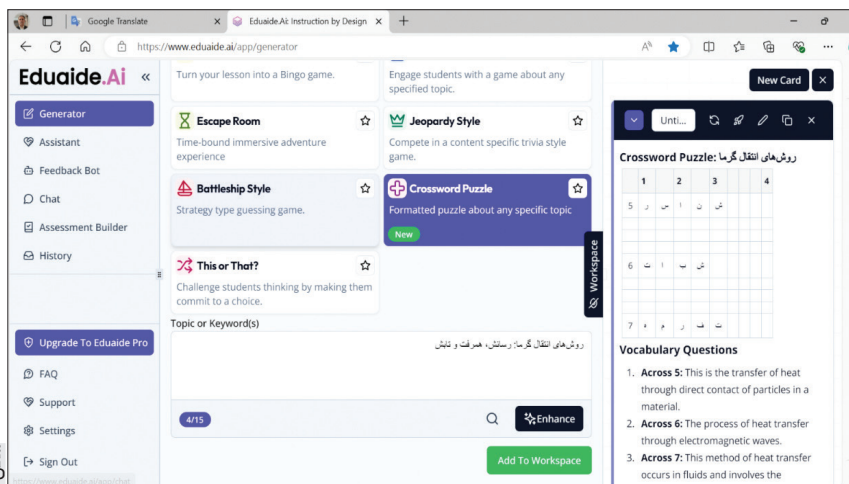 Google Translate
Eduaide.Ai: Instruction by Design
https://www.eduaide.ai/app/generator
Eduaide.Ai «
Generator
Assistant
Feedback Bot
Chat
Assessment Builder
History
Upgrade To Eduaide Pro
FAQ
Support
Settings
Sign Out
https://www.eduaide.ai/app/chat
Turn your lesson into a Bingo game.
Engage students with a game about any
specified topic.
Escape Room
Time-bound immersive adventure
experience
Jeopardy Style
Compete in a content specific trivia style
game.
Battleship Style
Strategy type guessing game.
Crossword Puzzle
Formatted puzzle about any specific topic
New
This or That?
Challenge students thinking by making them
commit to a choice.
Topic or Keyword(s)
روش‌های انتقال گرما: رسانش، همرفت و تابش
4/15
Enhance
Add To Workspace
Workspace
New Card
Unti...
Crossword Puzzle: روش‌های انتقال گرما
1 2 3 4
5 ر س ا ن ش
6 ت ا ب ش
7 ه م ر ف ت
Vocabulary Questions
1. Across 5: This is the transfer of heat
through direct contact of particles in a
material.
2. Across 6: The process of heat transfer
through electromagnetic waves.
3. Across 7: This method of heat transfer
occurs in fluids and involves the